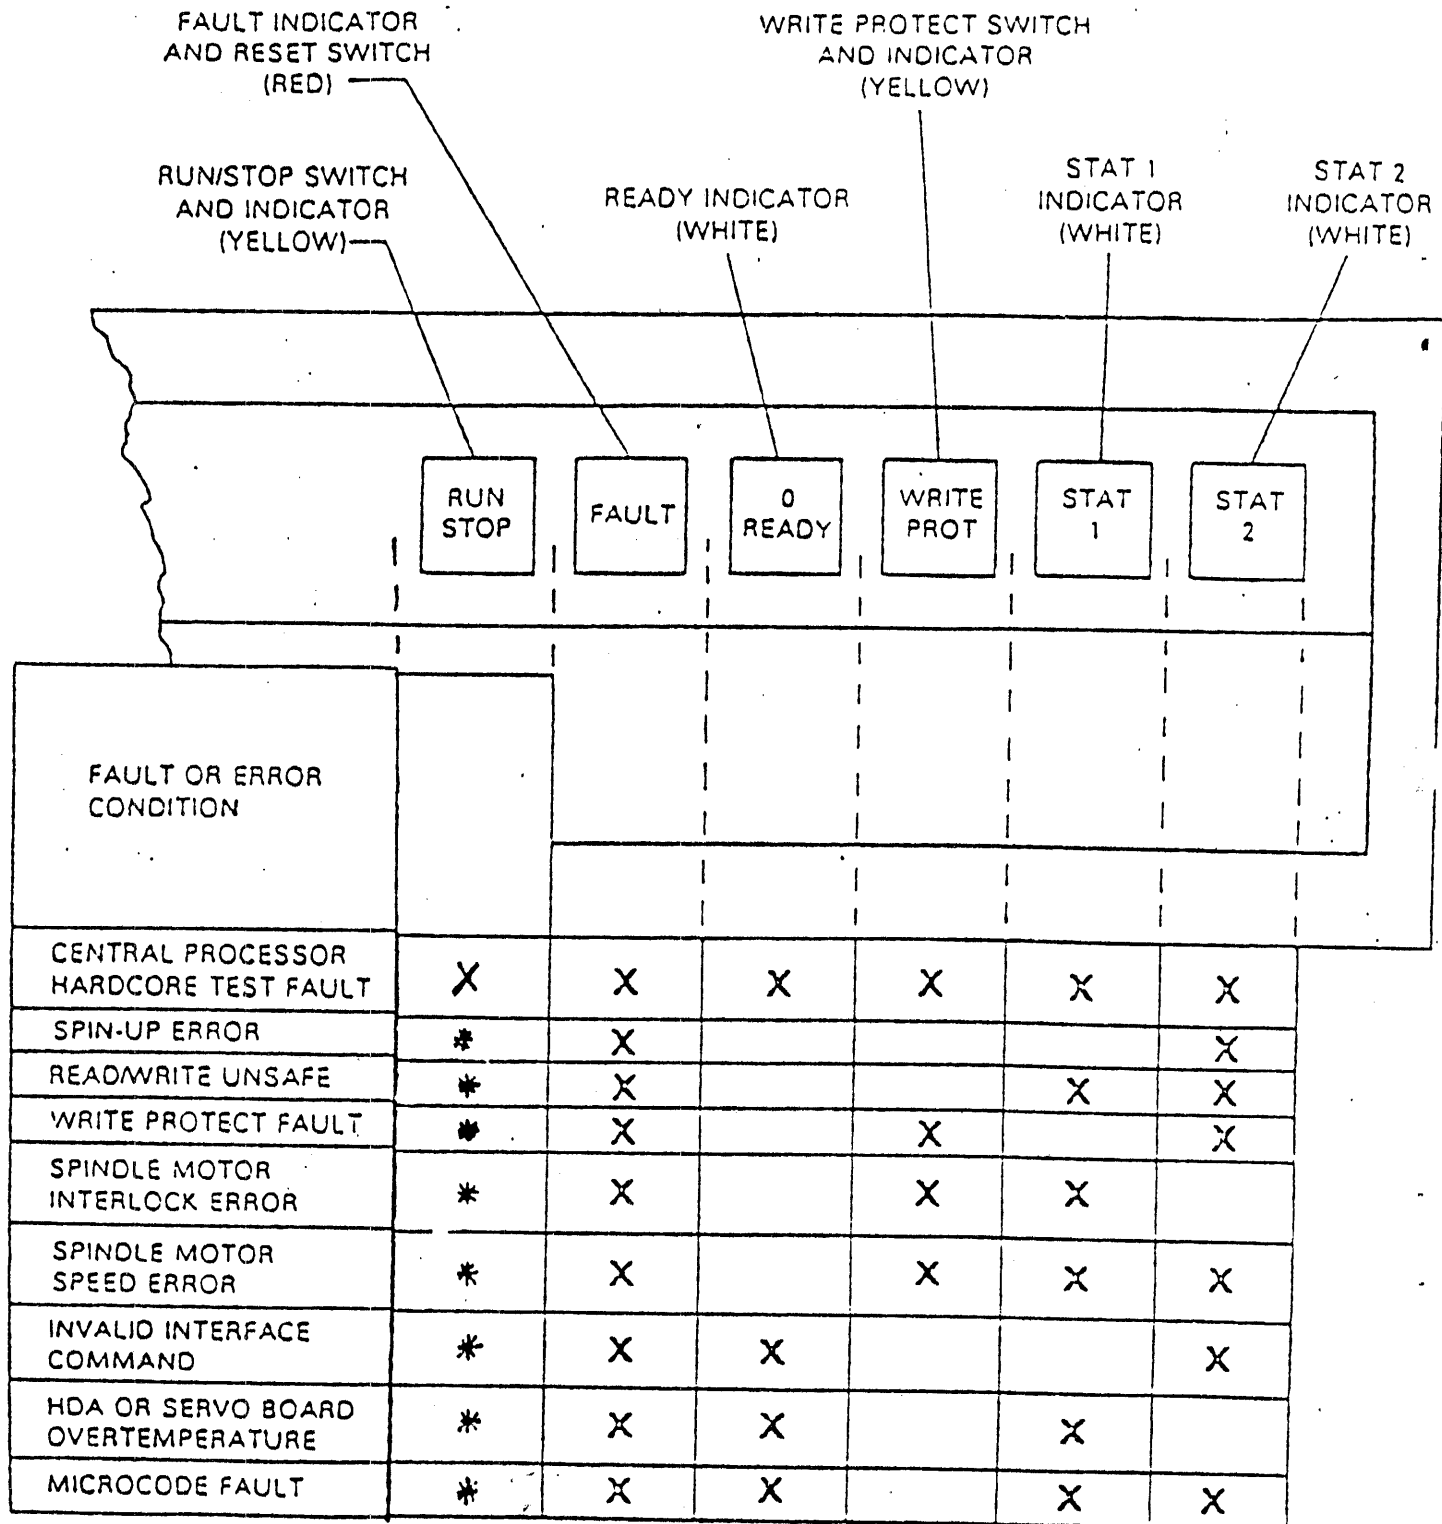 FAULT INDICATOR
AND RESET SWITCH
(RED)
WRITE PROTECT SWITCH
AND INDICATOR
(YELLOW)
RUN/STOP SWITCH
AND INDICATOR
(YELLOW)
READY INDICATOR
(WHITE)
STAT 1
INDICATOR
(WHITE)
STAT 2
INDICATOR
(WHITE)
RUN
STOP
FAULT
0
READY
WRITE
PROT
STAT
1
STAT
2
FAULT OR ERROR
CONDITION
CENTRAL PROCESSOR
HARDCORE TEST FAULT X X X X X X
SPIN-UP ERROR * X X
READ/WRITE UNSAFE * X X X
WRITE PROTECT FAULT * X X X
SPINDLE MOTOR
INTERLOCK ERROR * X X X
SPINDLE MOTOR
SPEED ERROR * X X X X
INVALID INTERFACE
COMMAND * X X X
HDA OR SERVO BOARD
OVERTEMPERATURE * X X X
MICROCODE FAULT * X X X X